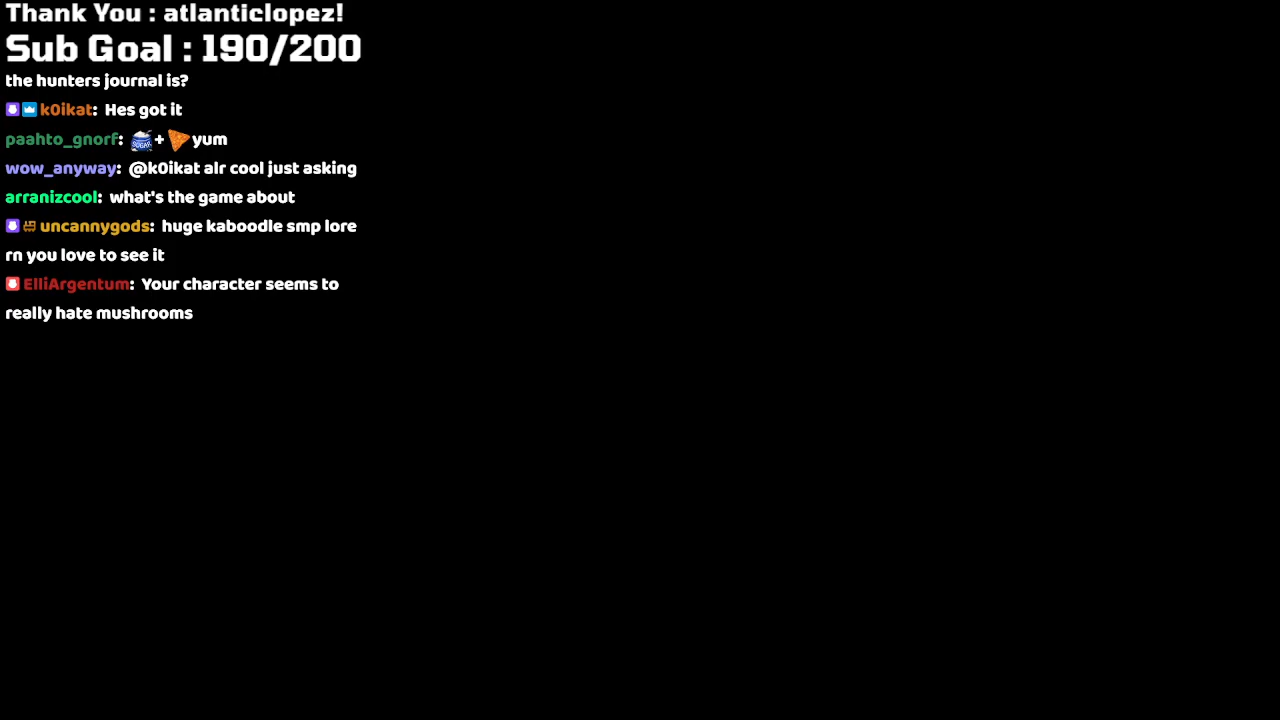 Thank You : atlanticlopez!
Sub Goal : 190/200
the hunters journal is?
k0ikat: Hes got it
paahto_gnorf: SUGAR + yum
wow_anyway: @k0ikat alr cool just asking
arranizcool: what's the game about
uncannygods: huge kaboodle smp lore
rn you love to see it
ElliArgentum: Your character seems to
really hate mushrooms